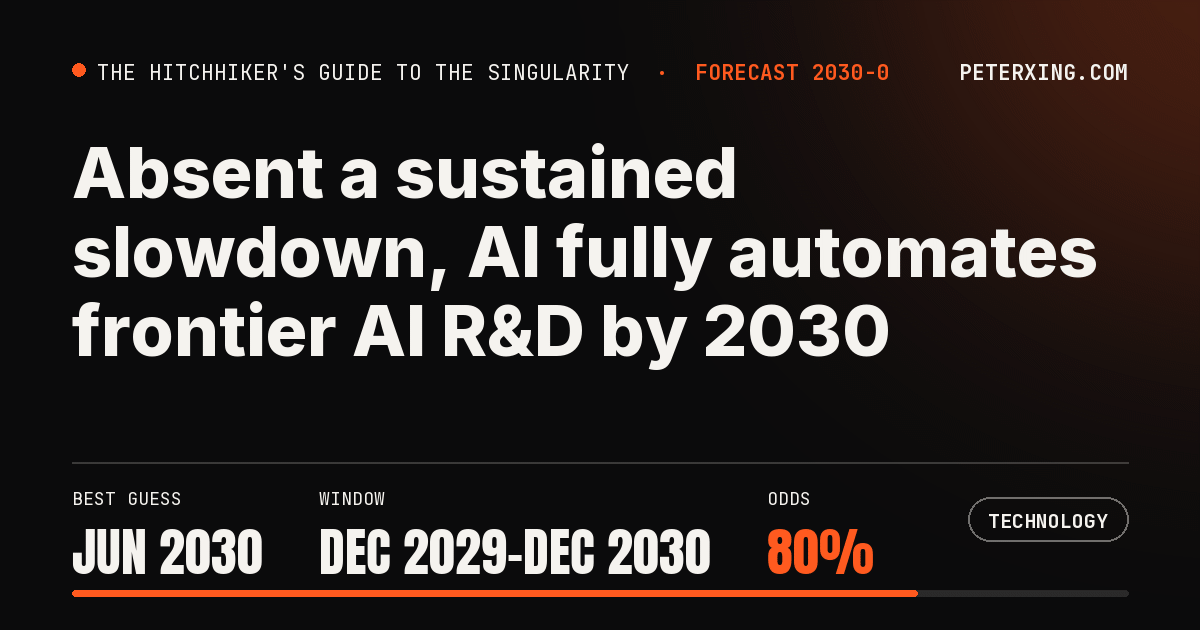 THE HITCHHIKER'S GUIDE TO THE SINGULARITY · FORECAST 2030-0 PETERXING.COM
Absent a sustained
slowdown, AI fully automates
frontier AI R&D by 2030
BEST GUESS WINDOW ODDS
JUN 2030 DEC 2029–DEC 2030 80%
TECHNOLOGY